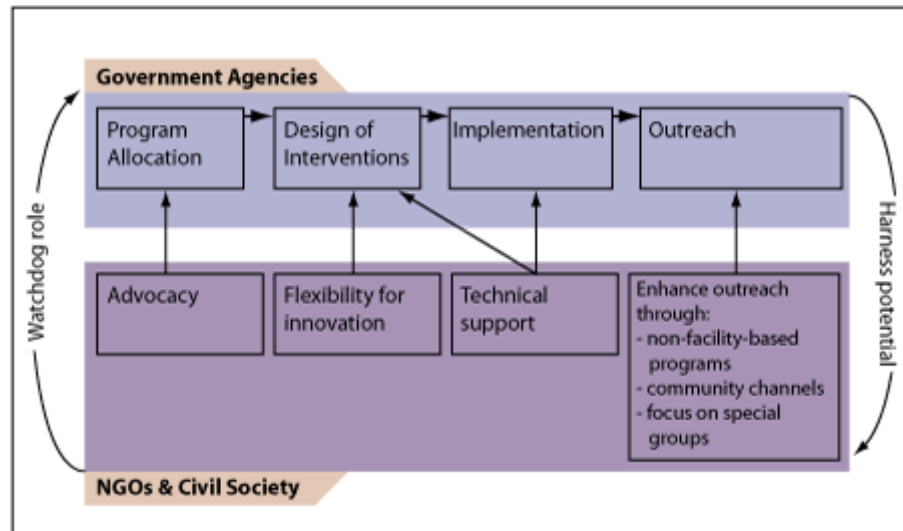 Government Agencies
Program
Allocation
Design of
Interventions
Implementation
Outreach
Watchdog role
Harness potential
Advocacy
Flexibility for
innovation
Technical
support
Enhance outreach
through:
- non-facility-based
programs
- community channels
- focus on special
groups
NGOs & Civil Society